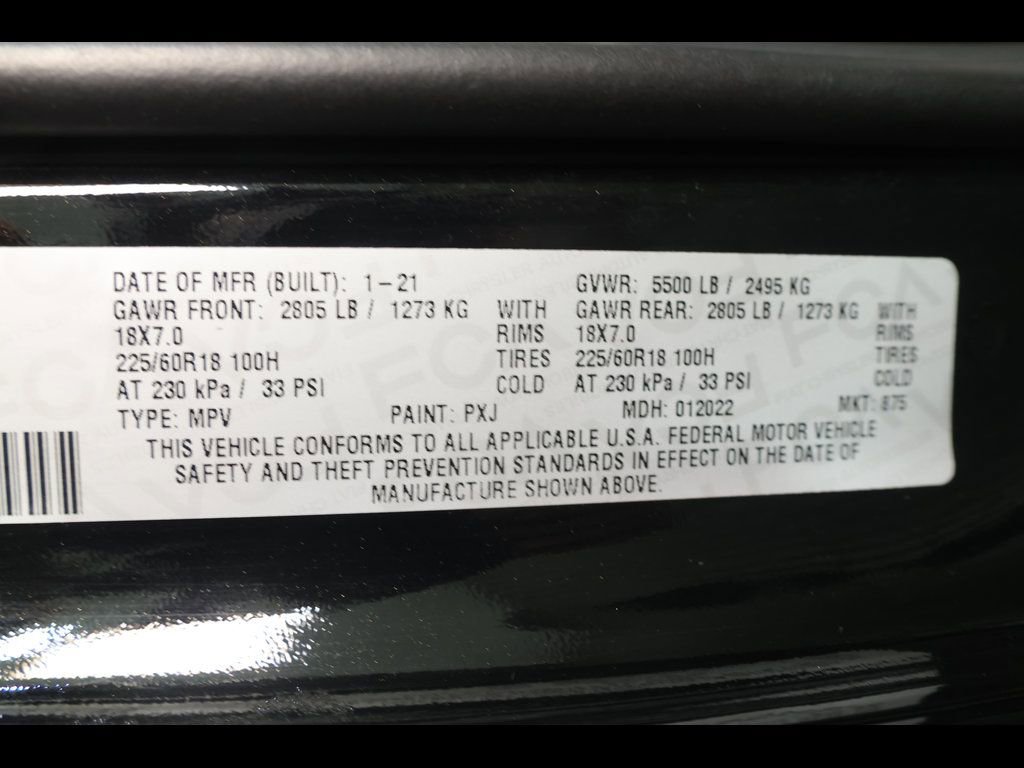 DATE OF MFR (BUILT): 1-21 GVWR: 5500 LB / 2495 KG
GAWR FRONT: 2805 LB / 1273 KG WITH GAWR REAR: 2805 LB / 1273 KG WITH
18X7.0 RIMS 18X7.0 RIMS
225/60R18 100H TIRES 225/60R18 100H TIRES
AT 230 kPa / 33 PSI COLD AT 230 kPa / 33 PSI COLD
TYPE: MPV PAINT: PXJ MDH: 012022 MKT: 875
THIS VEHICLE CONFORMS TO ALL APPLICABLE U.S.A. FEDERAL MOTOR VEHICLE
SAFETY AND THEFT PREVENTION STANDARDS IN EFFECT ON THE DATE OF
MANUFACTURE SHOWN ABOVE.